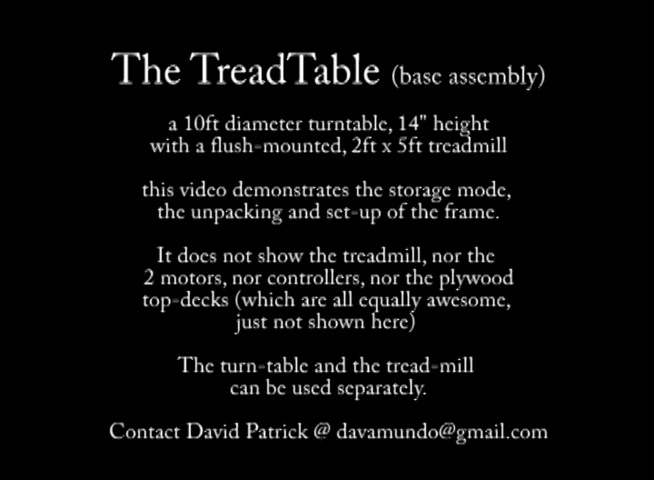 The TreadTable (base assembly)
a 10ft diameter turntable, 14" height
with a flush-mounted, 2ft x 5ft treadmill
this video demonstrates the storage mode,
the unpacking and set-up of the frame.
It does not show the treadmill, nor the
2 motors, nor controllers, nor the plywood
top-decks (which are all equally awesome,
just not shown here)
The turn-table and the tread-mill
can be used separately.
Contact David Patrick @ davamundo@gmail.com